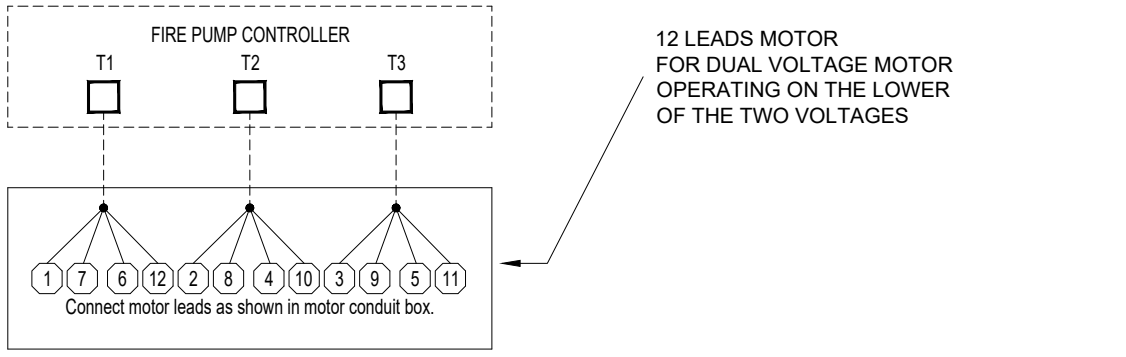 FIRE PUMP CONTROLLER
T1 T2 T3
12 LEADS MOTOR
FOR DUAL VOLTAGE MOTOR
OPERATING ON THE LOWER
OF THE TWO VOLTAGES
1 7 6 12 2 8 4 10 3 9 5 11
Connect motor leads as shown in motor conduit box.